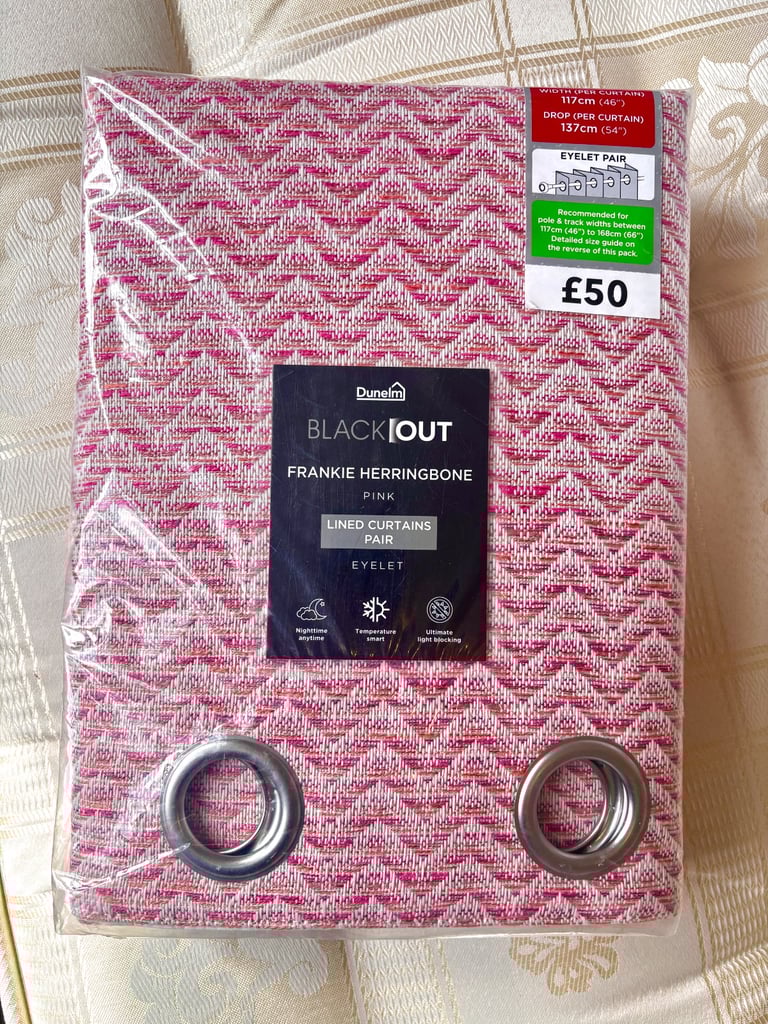 WIDTH (PER CURTAIN)
117cm (46")
DROP (PER CURTAIN)
137cm (54")
EYELET PAIR
Recommended for
pole & track widths between
117cm (46") to 168cm (66")
Detailed size guide on
the reverse of this pack.
£50
Dunelm
BLACKOUT
FRANKIE HERRINGBONE
PINK
LINED CURTAINS
PAIR
EYELET
Nighttime
anytime
Temperature
smart
Ultimate
light blocking